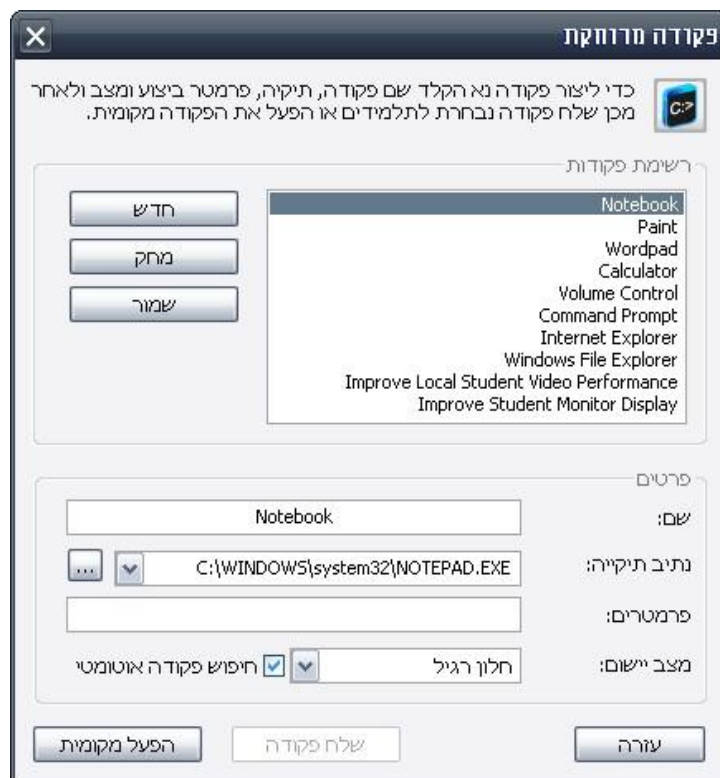 פקודה מרוחקת
כדי ליצור פקודה נא הקלד שם פקודה, תיקיה, פרמטר ביצוע ומצב ולאחר
מכן שלח פקודה נבחרת לתלמידים או הפעל את הפקודה מקומית.
C:>
רשימת פקודות
Notebook
Paint
Wordpad
Calculator
Volume Control
Command Prompt
Internet Explorer
Windows File Explorer
Improve Local Student Video Performance
Improve Student Monitor Display
חדש
מחק
שמור
פרטים
שם: Notebook
נתיב תיקייה: C:\WINDOWS\system32\NOTEPAD.EXE ...
פרמטרים:
מצב יישום: חלון רגיל חיפוש פקודה אוטומטי
עזרה שלח פקודה הפעל מקומית